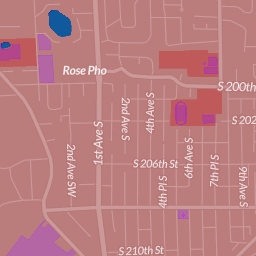 Rose Pho
S 200th
S 202
2nd Ave S
4th Ave S
1st Ave S
2nd Ave SW
6th Ave S
S 206th St
7th Pl S
9th Ave S
4th Pl S
S 210th St